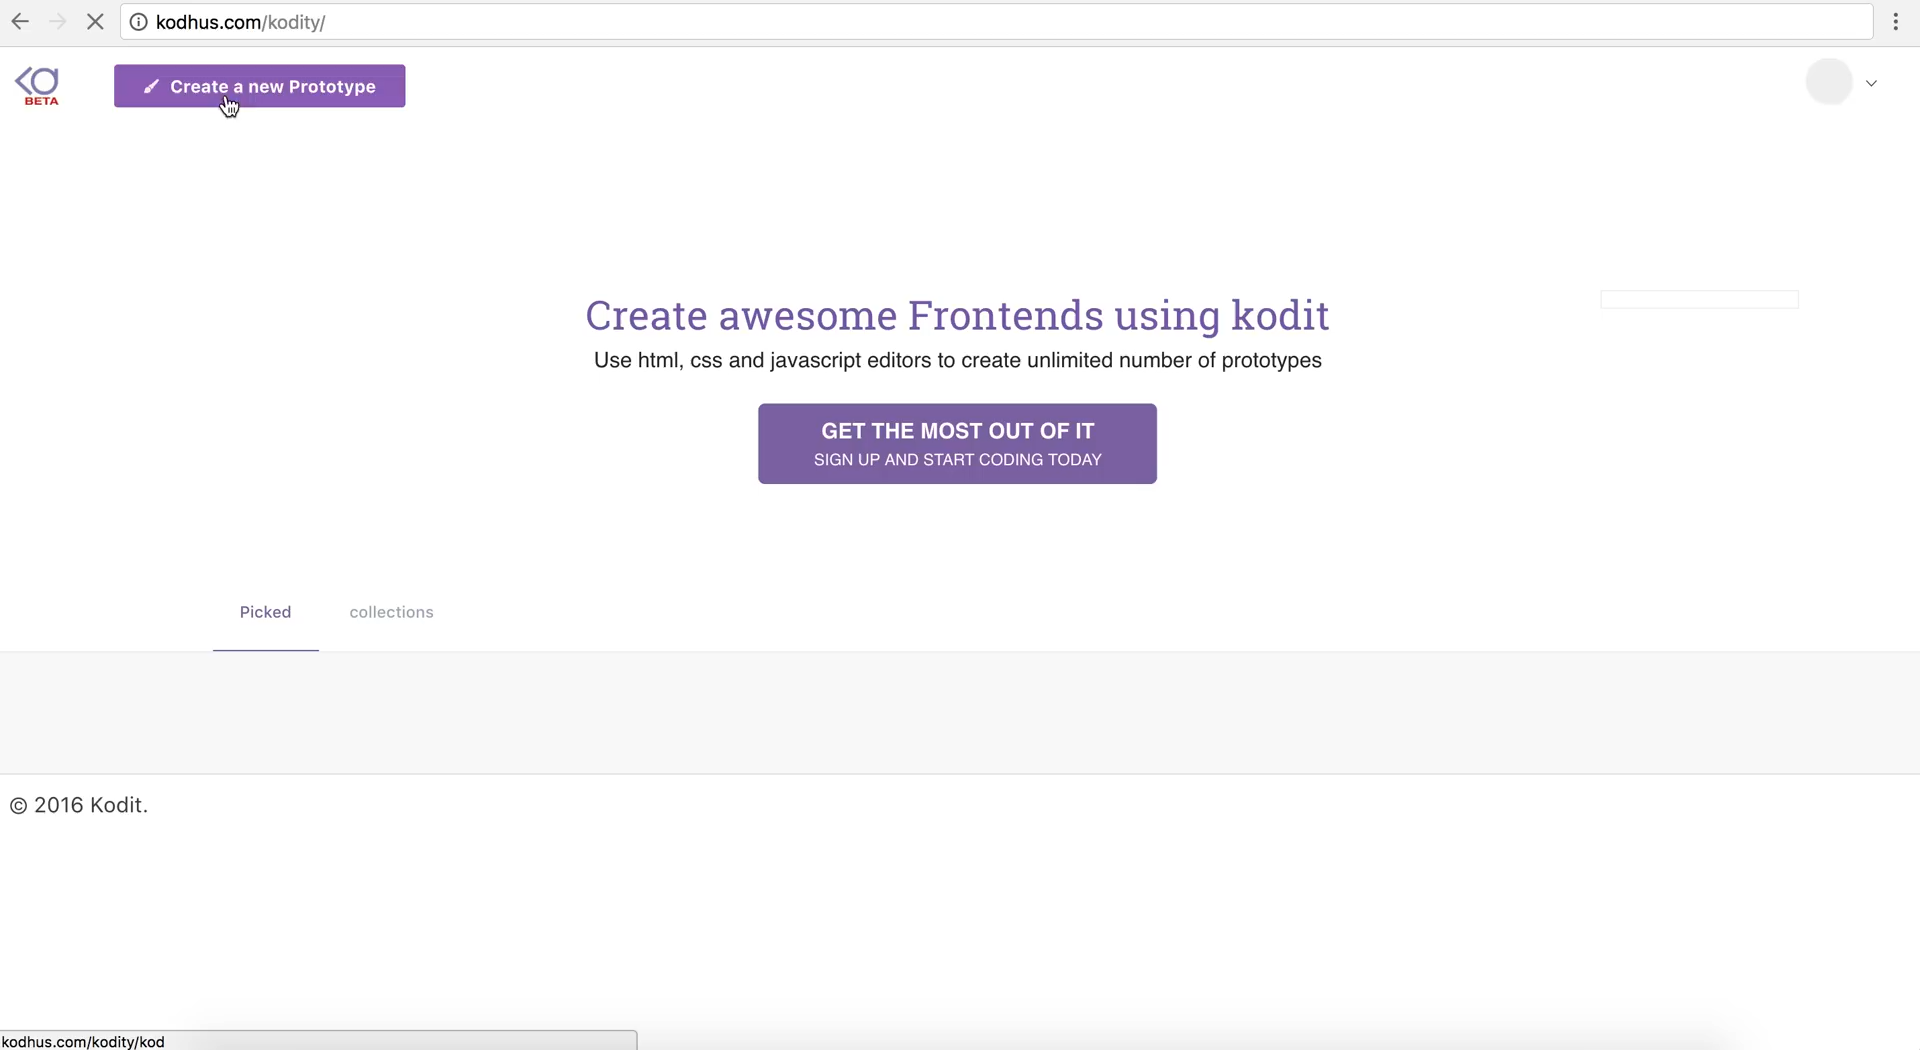 kodhus.com/kodity/
BETA
Create a new Prototype
Create awesome Frontends using kodit
Use html, css and javascript editors to create unlimited number of prototypes
GET THE MOST OUT OF IT
SIGN UP AND START CODING TODAY
Picked collections
© 2016 Kodit.
kodhus.com/kodity/kod